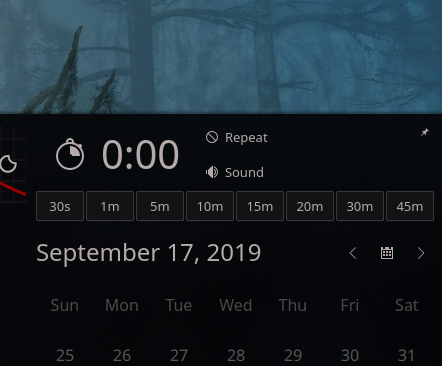 0:00
Repeat
Sound
30s 1m 5m 10m 15m 20m 30m 45m
September 17, 2019
Sun Mon Tue Wed Thu Fri Sat
25 26 27 28 29 30 31